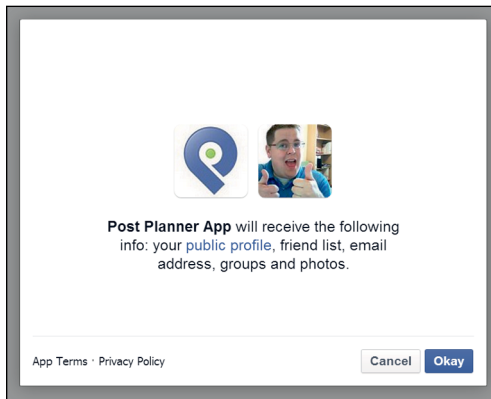 Post Planner App will receive the following
info: your public profile, friend list, email
address, groups and photos.
App Terms · Privacy Policy
Cancel
Okay